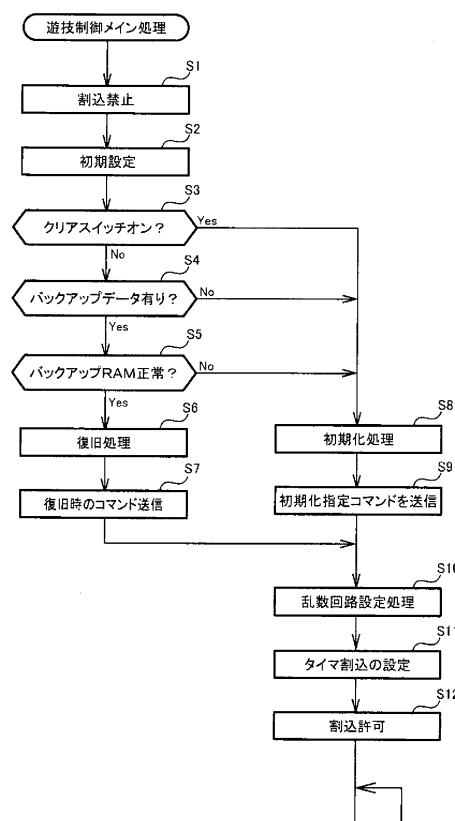 遊技制御メイン処理
S1
割込禁止
S2
初期設定
S3
クリアスイッチオン？
Yes
No
S4
バックアップデータ有り？
No
Yes
S5
バックアップRAM正常？
No
Yes
S6
復旧処理
S7
復旧時のコマンド送信
S8
初期化処理
S9
初期化指定コマンドを送信
S10
乱数回路設定処理
S11
タイマ割込の設定
S12
割込許可